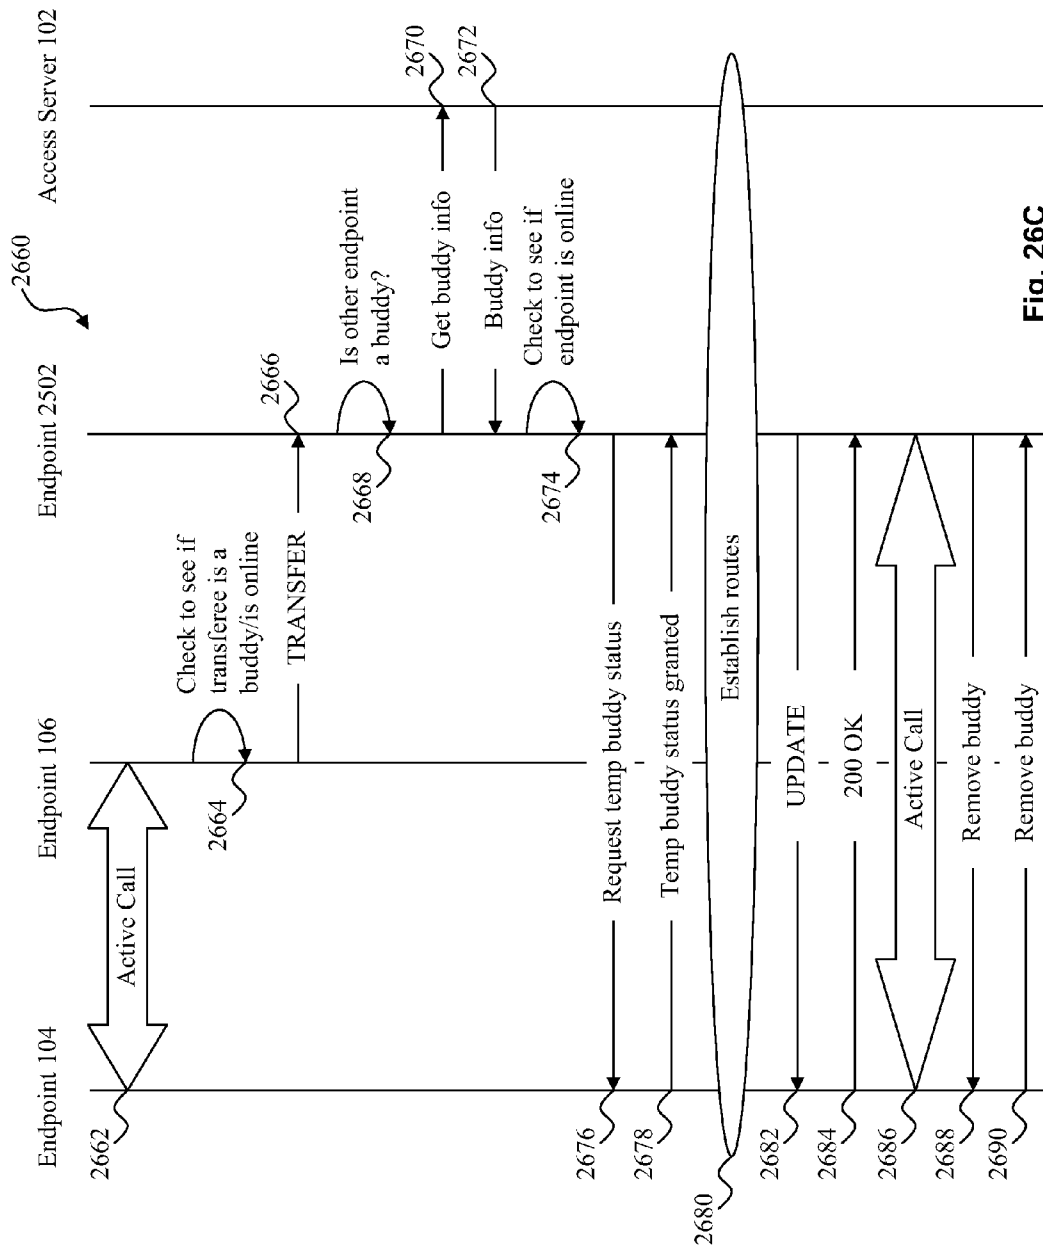 2660
Endpoint 104
Endpoint 106
Endpoint 2502
Access Server 102
2662
Active Call
Check to see if
transferee is a
buddy/is online
2664
TRANSFER
2666
Is other endpoint
a buddy?
2668
Get buddy info
2670
Buddy info
2672
Check to see if
endpoint is online
2674
Request temp buddy status
2676
Temp buddy status granted
2678
Establish routes
2680
UPDATE
2682
200 OK
2684
Active Call
2686
Remove buddy
2688
Remove buddy
2690
Fig. 26C